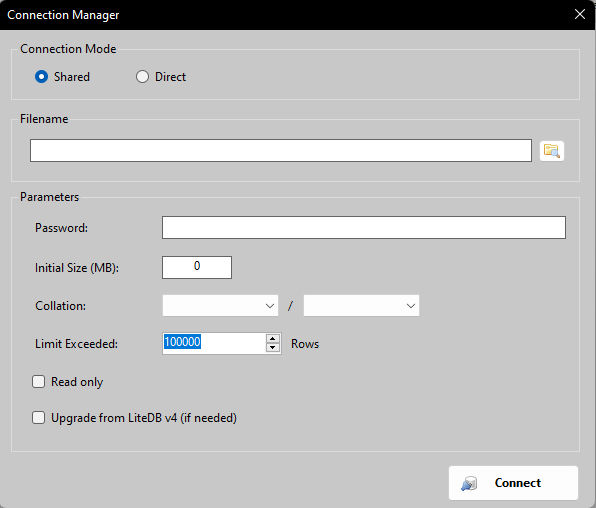 Connection Manager
Connection Mode
Shared Direct
Filename
Parameters
Password:
Initial Size (MB): 0
Collation: /
Limit Exceeded: 100000 Rows
Read only
Upgrade from LiteDB v4 (if needed)
Connect